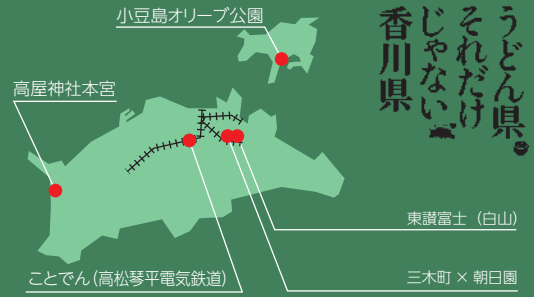 うどん県。
それだけ
じゃない
香川県
小豆島オリーブ公園
高屋神社本宮
東讃富士（白山）
三木町 × 朝日園
ことでん（高松琴平電気鉄道）